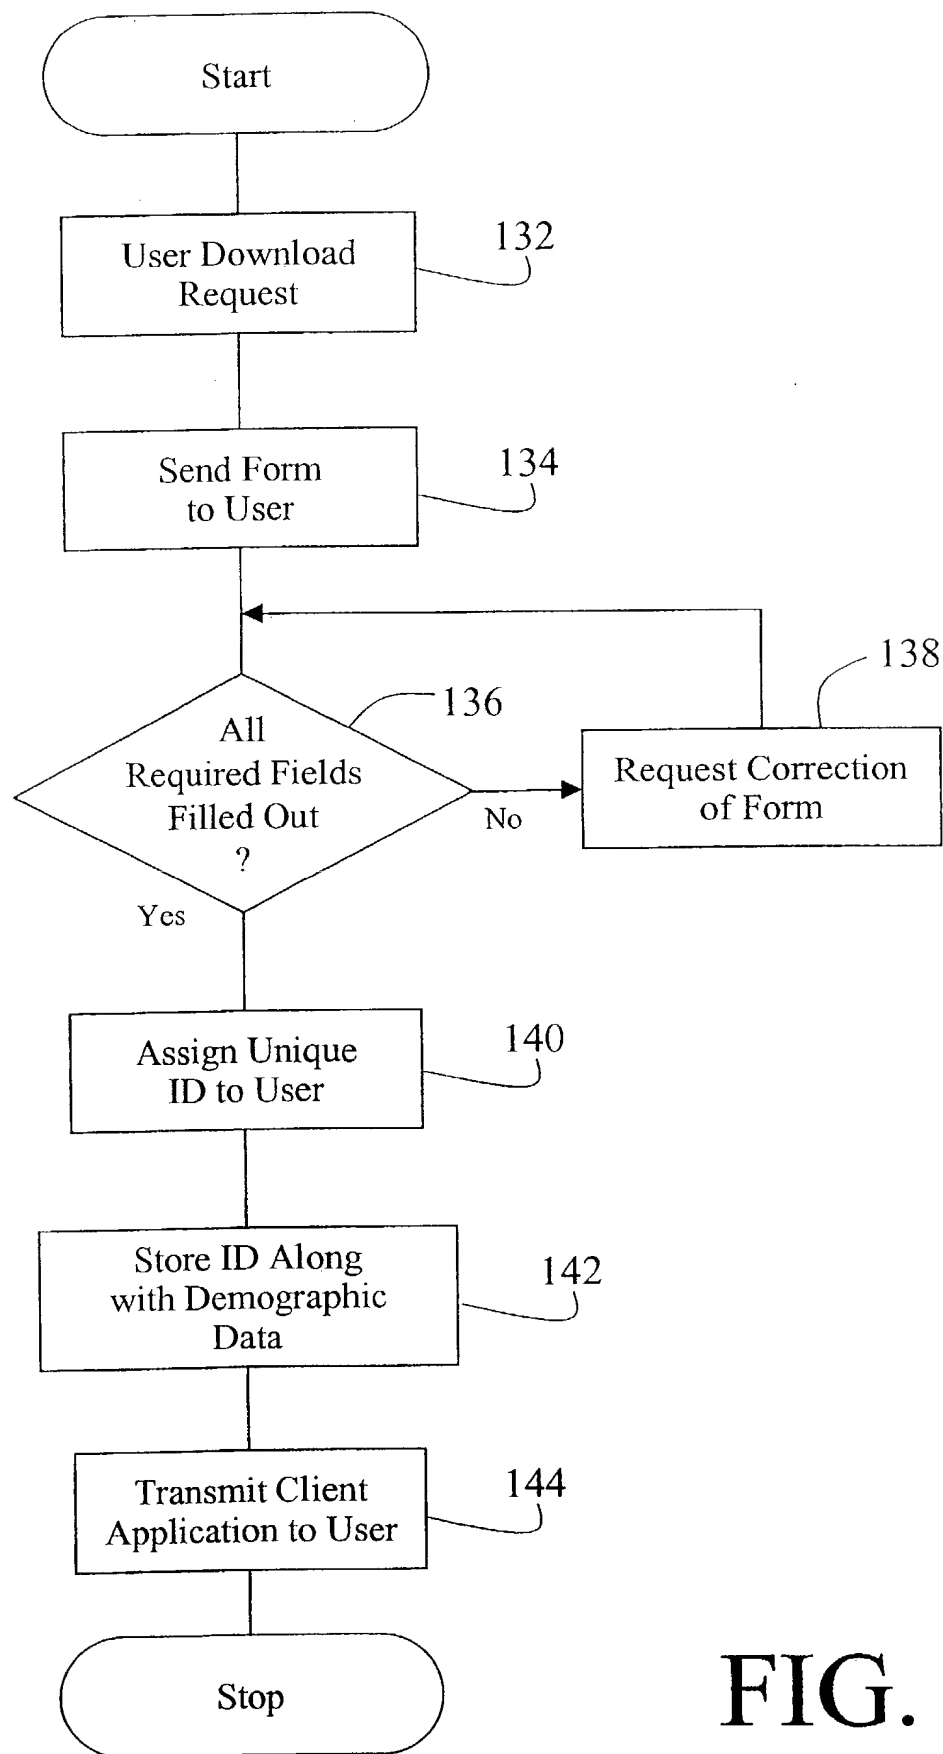 Start
User Download
Request
132
Send Form
to User
134
All
Required Fields
Filled Out
?
136
No
Request Correction
of Form
138
Yes
Assign Unique
ID to User
140
Store ID Along
with Demographic
Data
142
Transmit Client
Application to User
144
Stop
FIG.